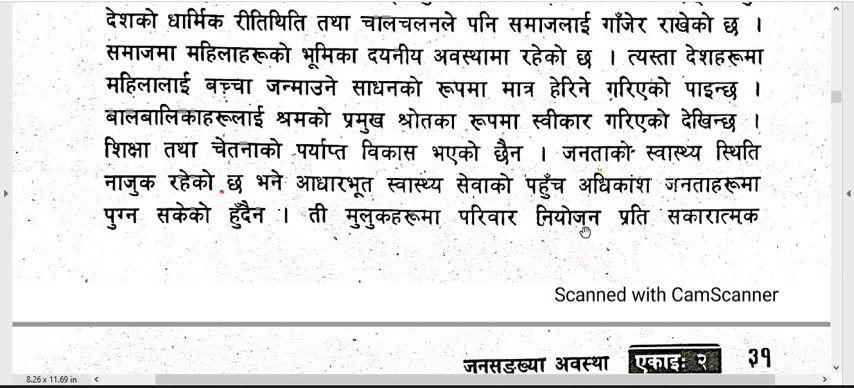 देशको धार्मिक रीतिथिति तथा चालचलनले पनि समाजलाई गाँजेर राखेको छ ।
समाजमा महिलाहरूको भूमिका दयनीय अवस्थामा रहेको छ । त्यस्ता देशहरूमा
महिलालाई बच्चा जन्माउने साधनको रूपमा मात्र हेरिने गरिएको पाइन्छ ।
बालबालिकाहरूलाई श्रमको प्रमुख श्रोतका रूपमा स्वीकार गरिएको देखिन्छ ।
शिक्षा तथा चेतनाको पर्याप्त विकास भएको छैन । जनताको स्वास्थ्य स्थिति
नाजुक रहेको छ भने आधारभूत स्वास्थ्य सेवाको पहुँच अधिकांश जनताहरूमा
पुग्न सकेको हुँदैन । ती मुलुकहरूमा परिवार नियोजन प्रति सकारात्मक
Scanned with CamScanner
जनसङ्ख्या अवस्था एकाइः २ ३१
8.26 x 11.69 in